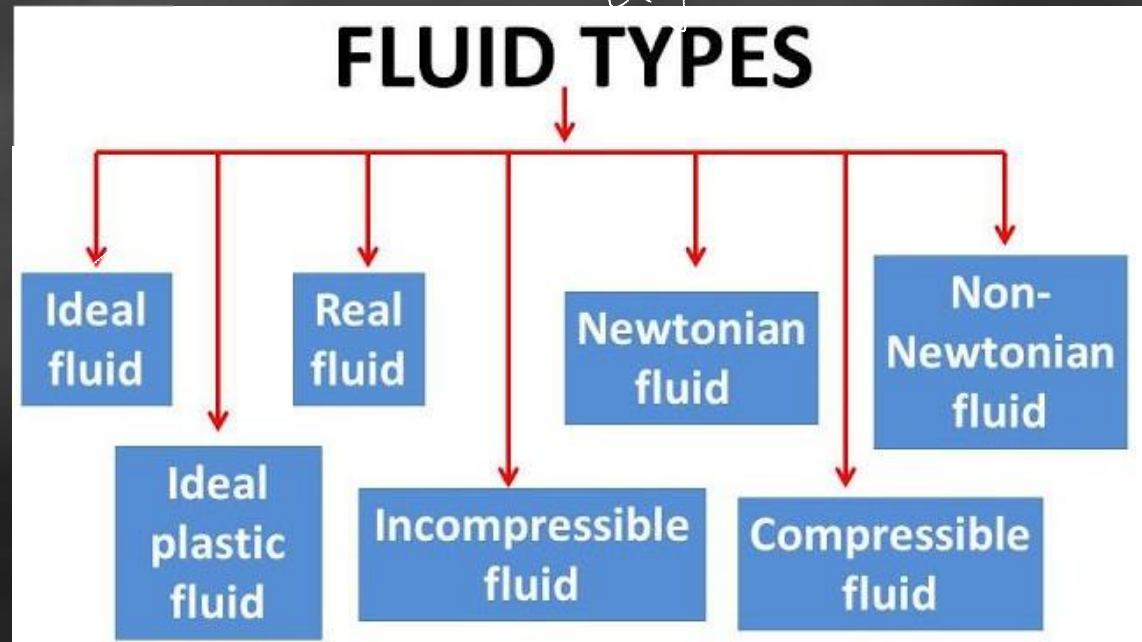 FLUID TYPES
Ideal
fluid
Real
fluid
Newtonian
fluid
Non-
Newtonian
fluid
Ideal
plastic
fluid
Incompressible
fluid
Compressible
fluid